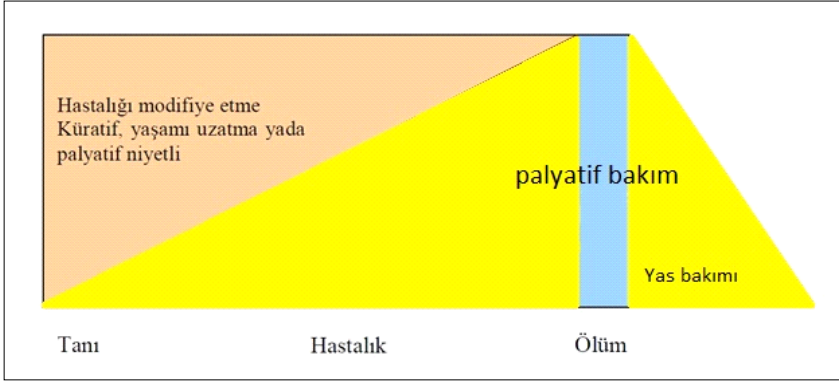 Hastalığı modifiye etme
Küratif, yaşamı uzatma yada
palyatif niyetli
palyatif bakım
Yas bakımı
Tanı
Hastalık
Ölüm